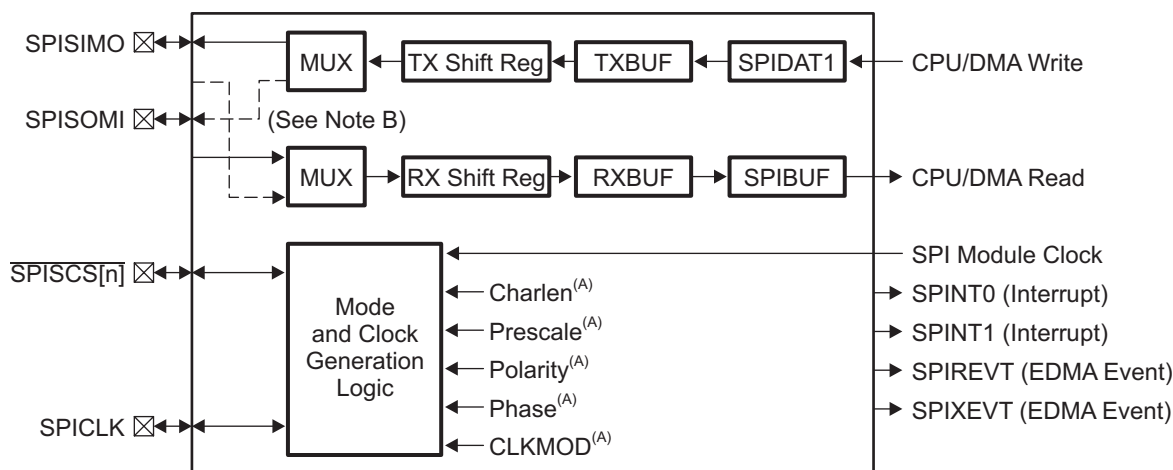 SPISIMO
MUX
TX Shift Reg
TXBUF
SPIDAT1
CPU/DMA Write
SPISOMI
(See Note B)
MUX
RX Shift Reg
RXBUF
SPIBUF
CPU/DMA Read
SPISCS[n]
Mode
and Clock
Generation
Logic
SPI Module Clock
Charlen(A)
SPINT0 (Interrupt)
Prescale(A)
SPINT1 (Interrupt)
Polarity(A)
SPIREVT (EDMA Event)
Phase(A)
SPIXEVT (EDMA Event)
SPICLK
CLKMOD(A)